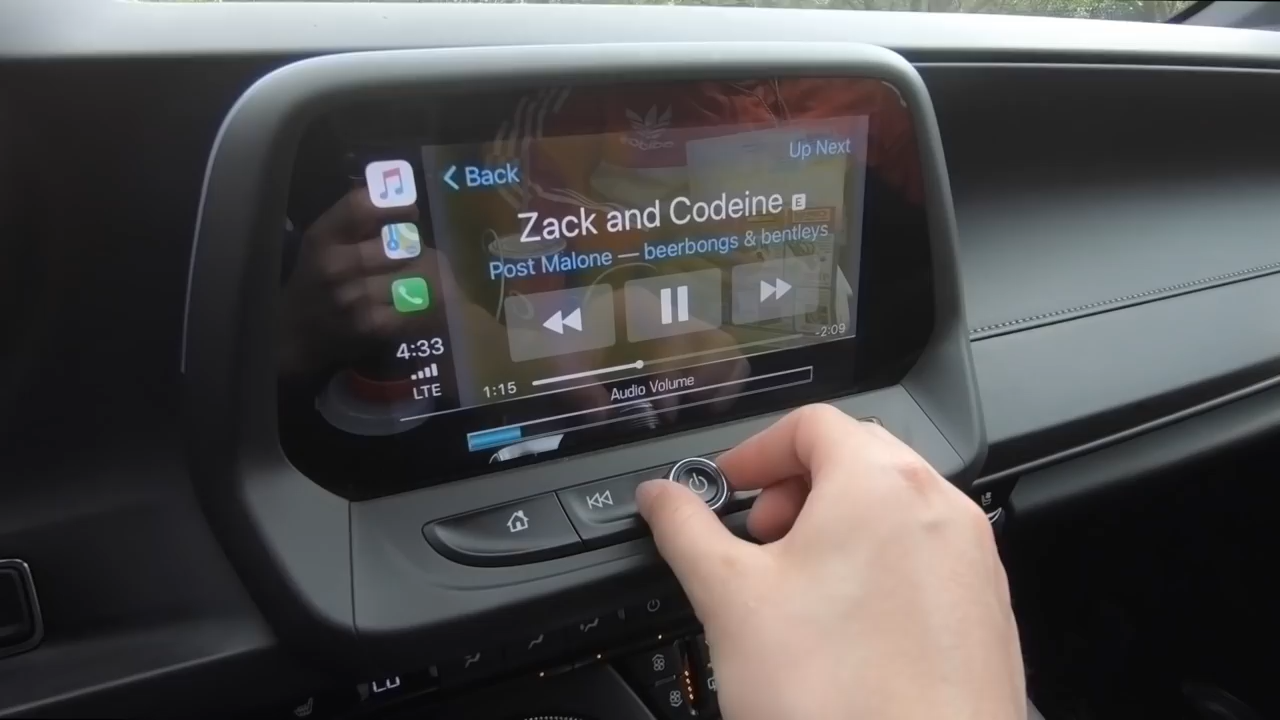 Up Next
Back
Zack and Codeine E
Post Malone — beerbongs & bentleys
-2:09
4:33
LTE
1:15
Audio Volume
LO